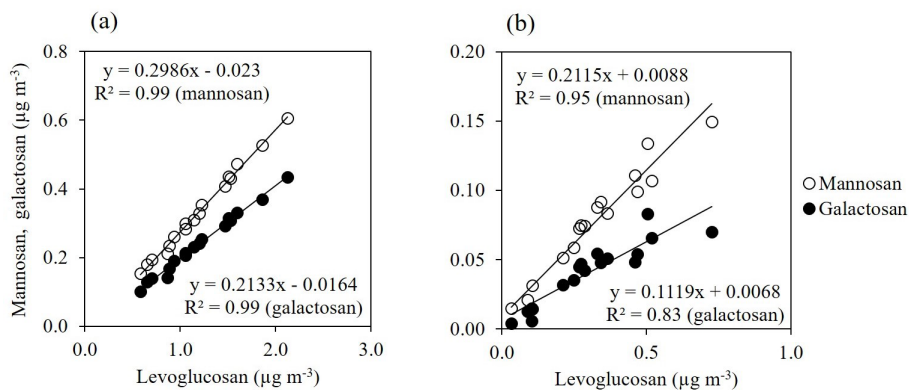 (a)
Mannosan, galactosan (µg m-3)
0.8
0.6
0.4
0.2
0.0
y = 0.2986x - 0.023
R² = 0.99 (mannosan)
y = 0.2133x - 0.0164
R² = 0.99 (galactosan)
0.0 1.0 2.0 3.0
Levoglucosan (µg m-3)
(b)
0.20
0.15
0.10
0.05
0.00
y = 0.2115x + 0.0088
R² = 0.95 (mannosan)
y = 0.1119x + 0.0068
R² = 0.83 (galactosan)
0.0 0.5 1.0
Levoglucosan (µg m-3)
Mannosan
Galactosan